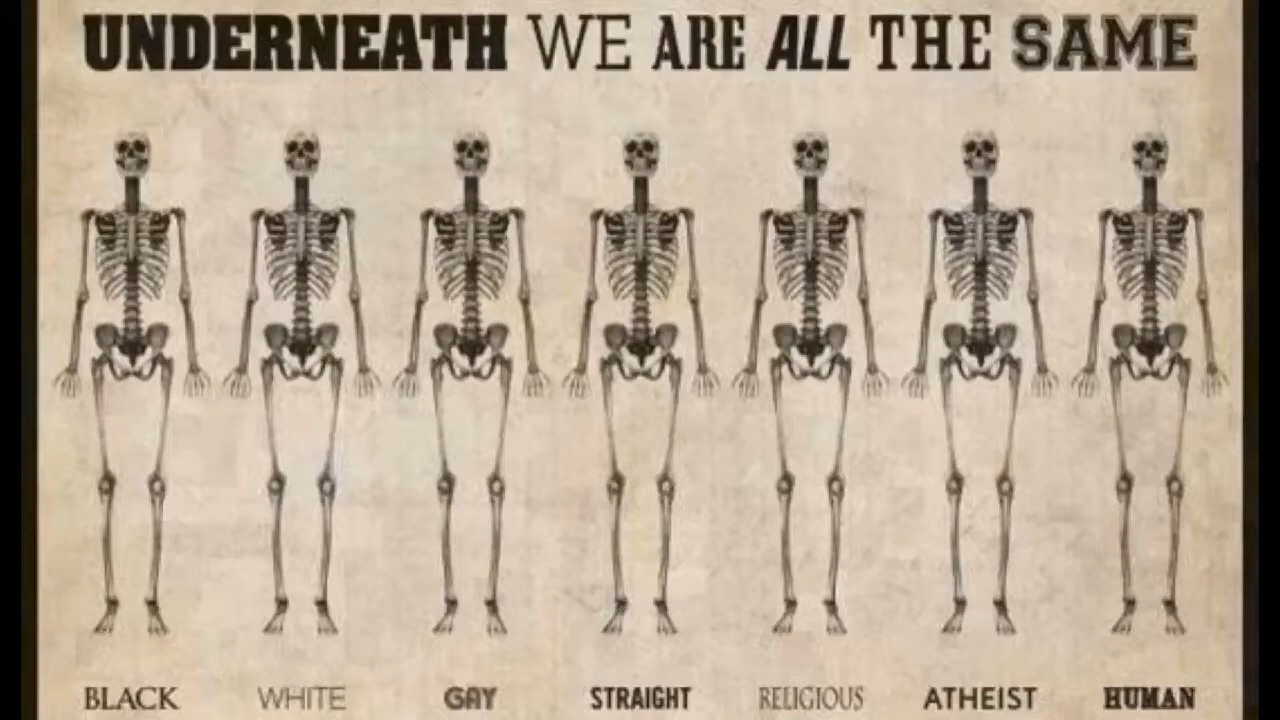 UNDERNEATH WE ARE ALL THE SAME
BLACK WHITE GAY STRAIGHT RELIGIOUS ATHEIST HUMAN